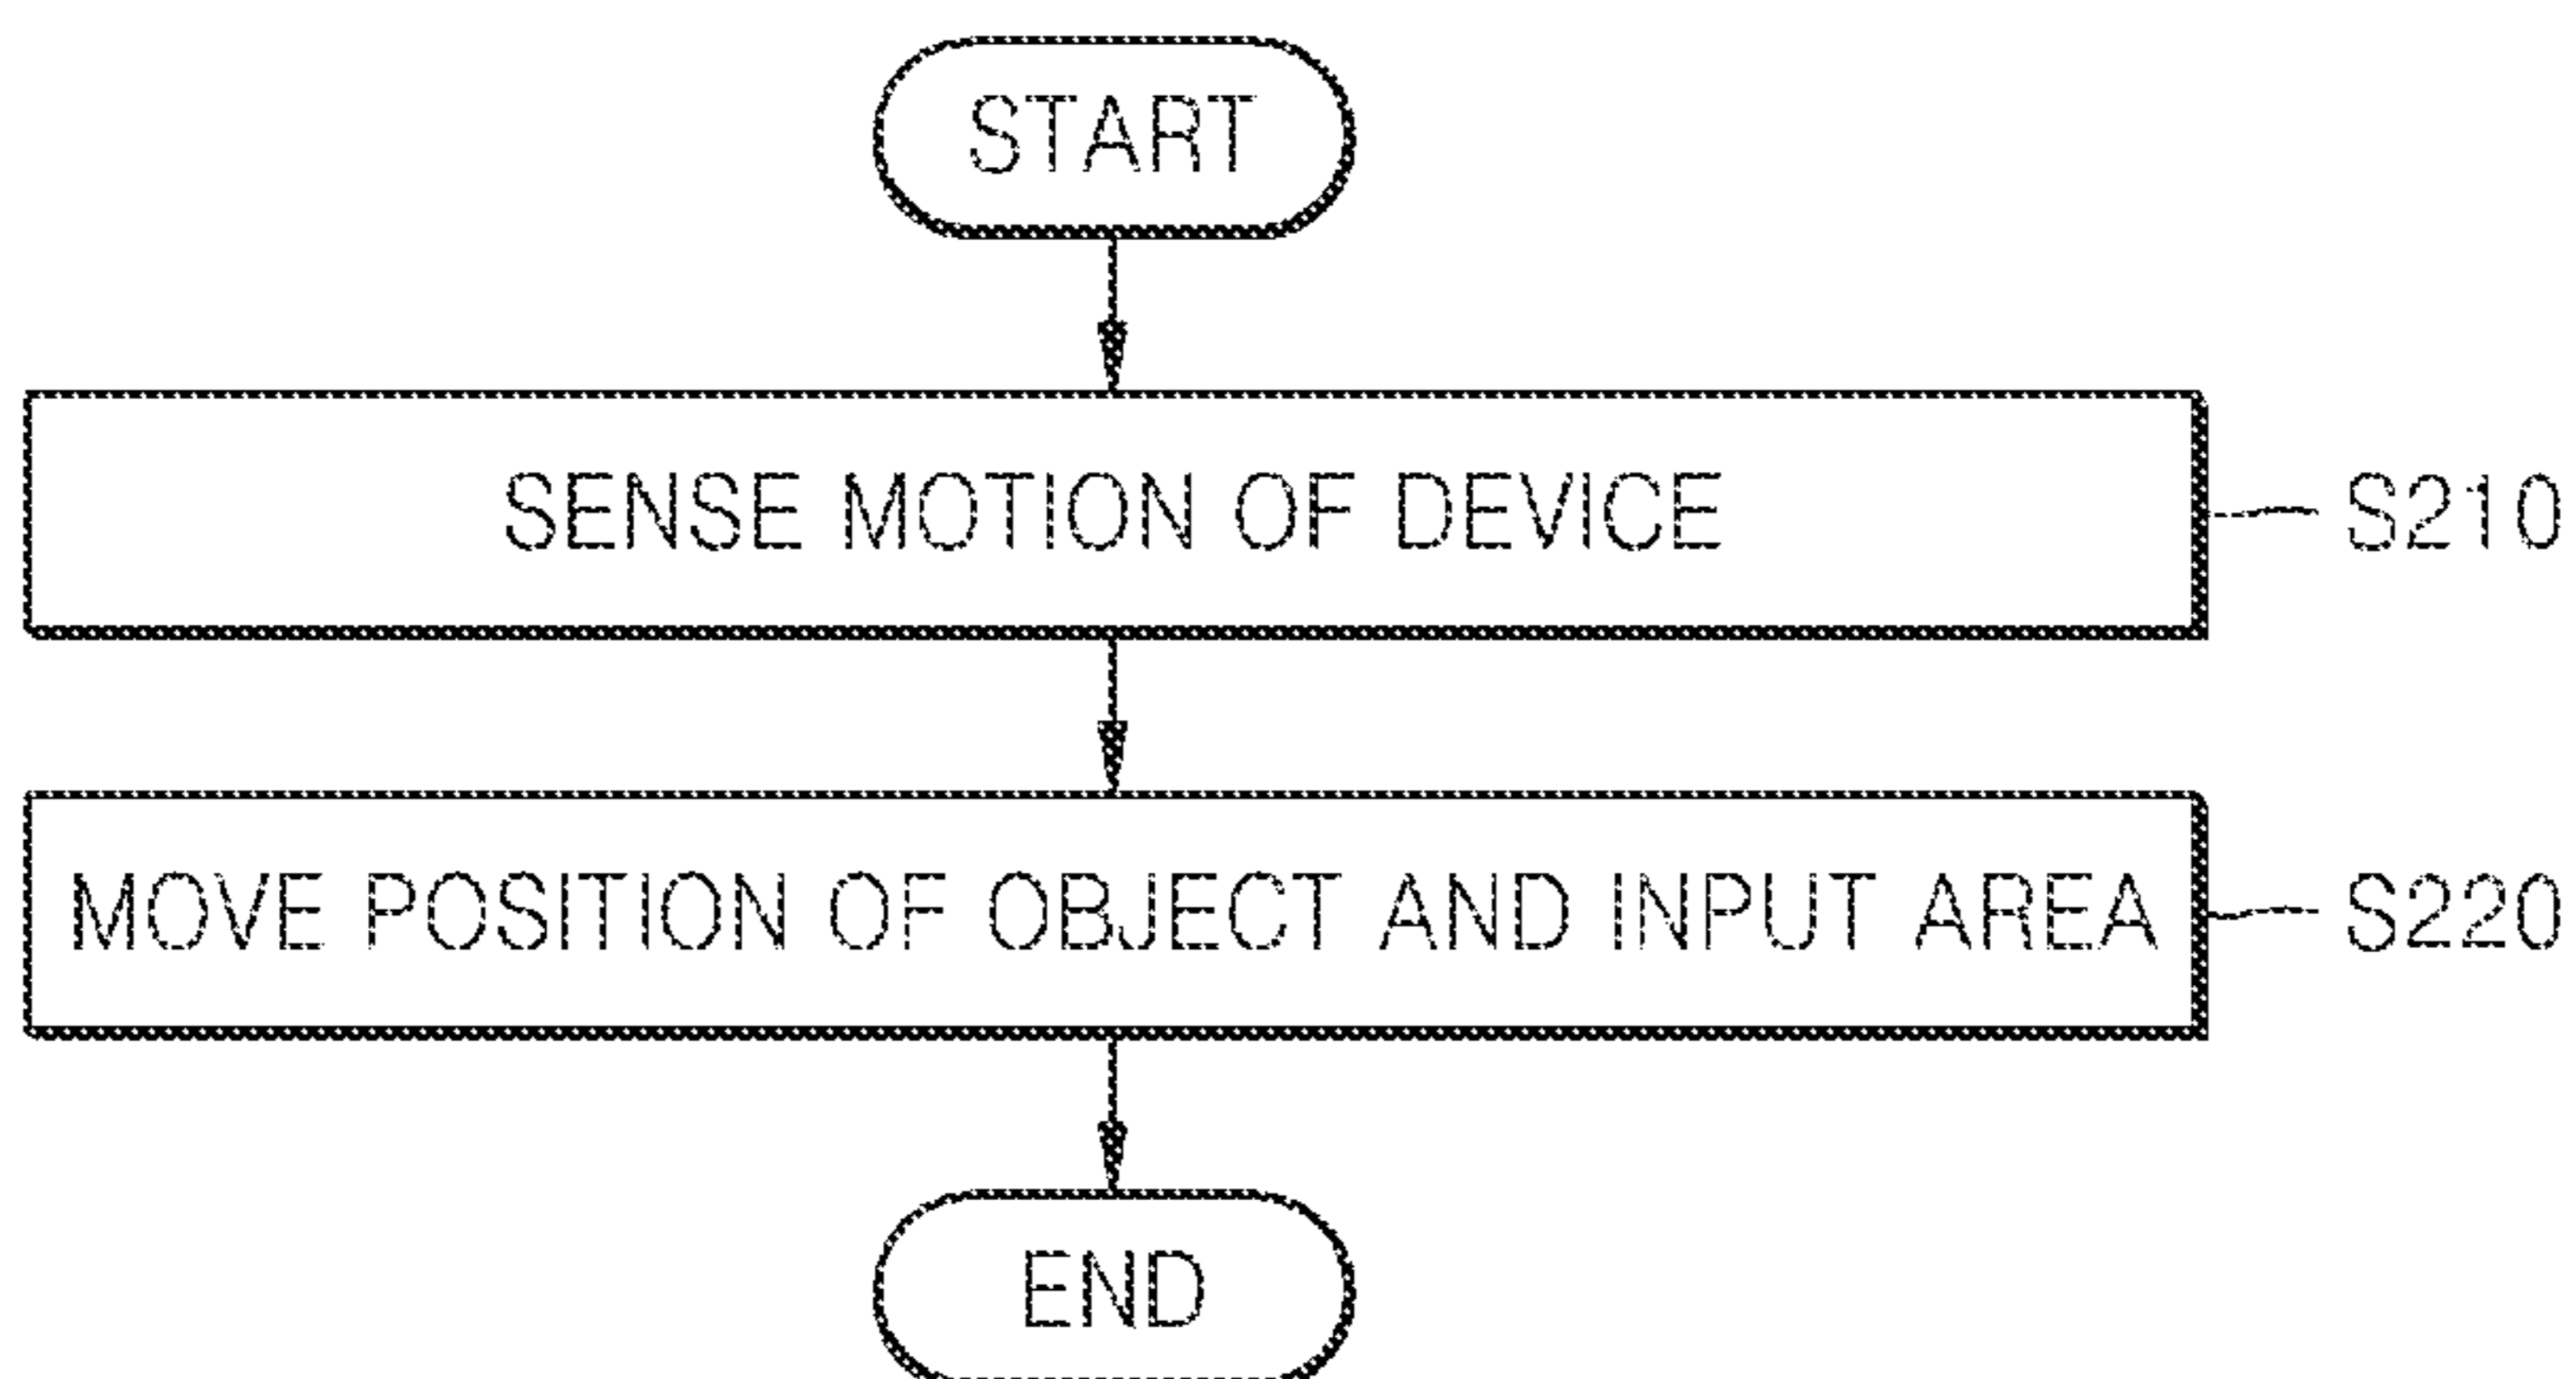 START
SENSE MOTION OF DEVICE
S210
MOVE POSITION OF OBJECT AND INPUT AREA
S220
END